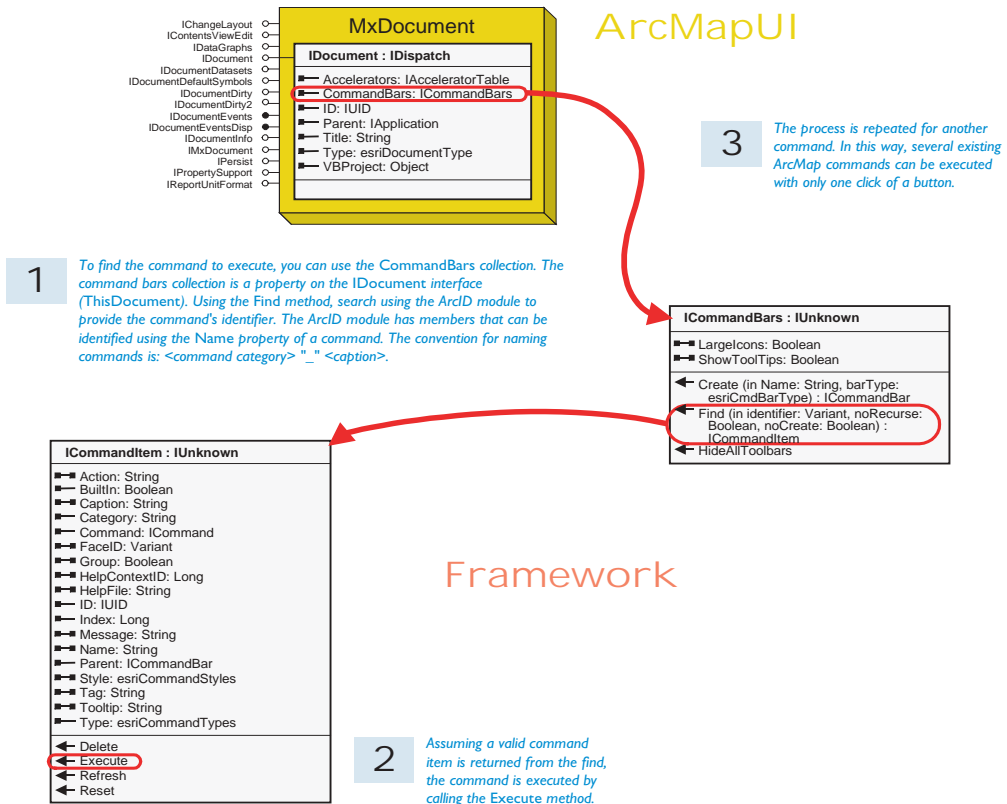 ArcMapUI
MxDocument
IChangeLayout
IContentsViewEdit
IDataGraphs
IDocument
IDocumentDatasets
IDocumentDefaultSymbols
IDocumentDirty
IDocumentDirty2
IDocumentEvents
IDocumentEventsDisp
IDocumentInfo
IMxDocument
IPersist
IPropertySupport
IReportUnitFormat
IDocument : IDispatch
Accelerators: IAcceleratorTable
CommandBars: ICommandBars
ID: IUID
Parent: IApplication
Title: String
Type: esriDocumentType
VBProject: Object
3
The process is repeated for another
command. In this way, several existing
ArcMap commands can be executed
with only one click of a button.
1
To find the command to execute, you can use the CommandBars collection. The
command bars collection is a property on the IDocument interface
(ThisDocument). Using the Find method, search using the ArcID module to
provide the command's identifier. The ArcID module has members that can be
identified using the Name property of a command. The convention for naming
commands is: <command category> "_" <caption>.
ICommandBars : IUnknown
LargeIcons: Boolean
ShowToolTips: Boolean
Create (in Name: String, barType:
esriCmdBarType) : ICommandBar
Find (in identifier: Variant, noRecurse:
Boolean, noCreate: Boolean) :
ICommandItem
HideAllToolbars
ICommandItem : IUnknown
Action: String
BuiltIn: Boolean
Caption: String
Category: String
Command: ICommand
FaceID: Variant
Group: Boolean
HelpContextID: Long
HelpFile: String
ID: IUID
Index: Long
Message: String
Name: String
Parent: ICommandBar
Style: esriCommandStyles
Tag: String
Tooltip: String
Type: esriCommandTypes
Delete
Execute
Refresh
Reset
Framework
2
Assuming a valid command
item is returned from the find,
the command is executed by
calling the Execute method.